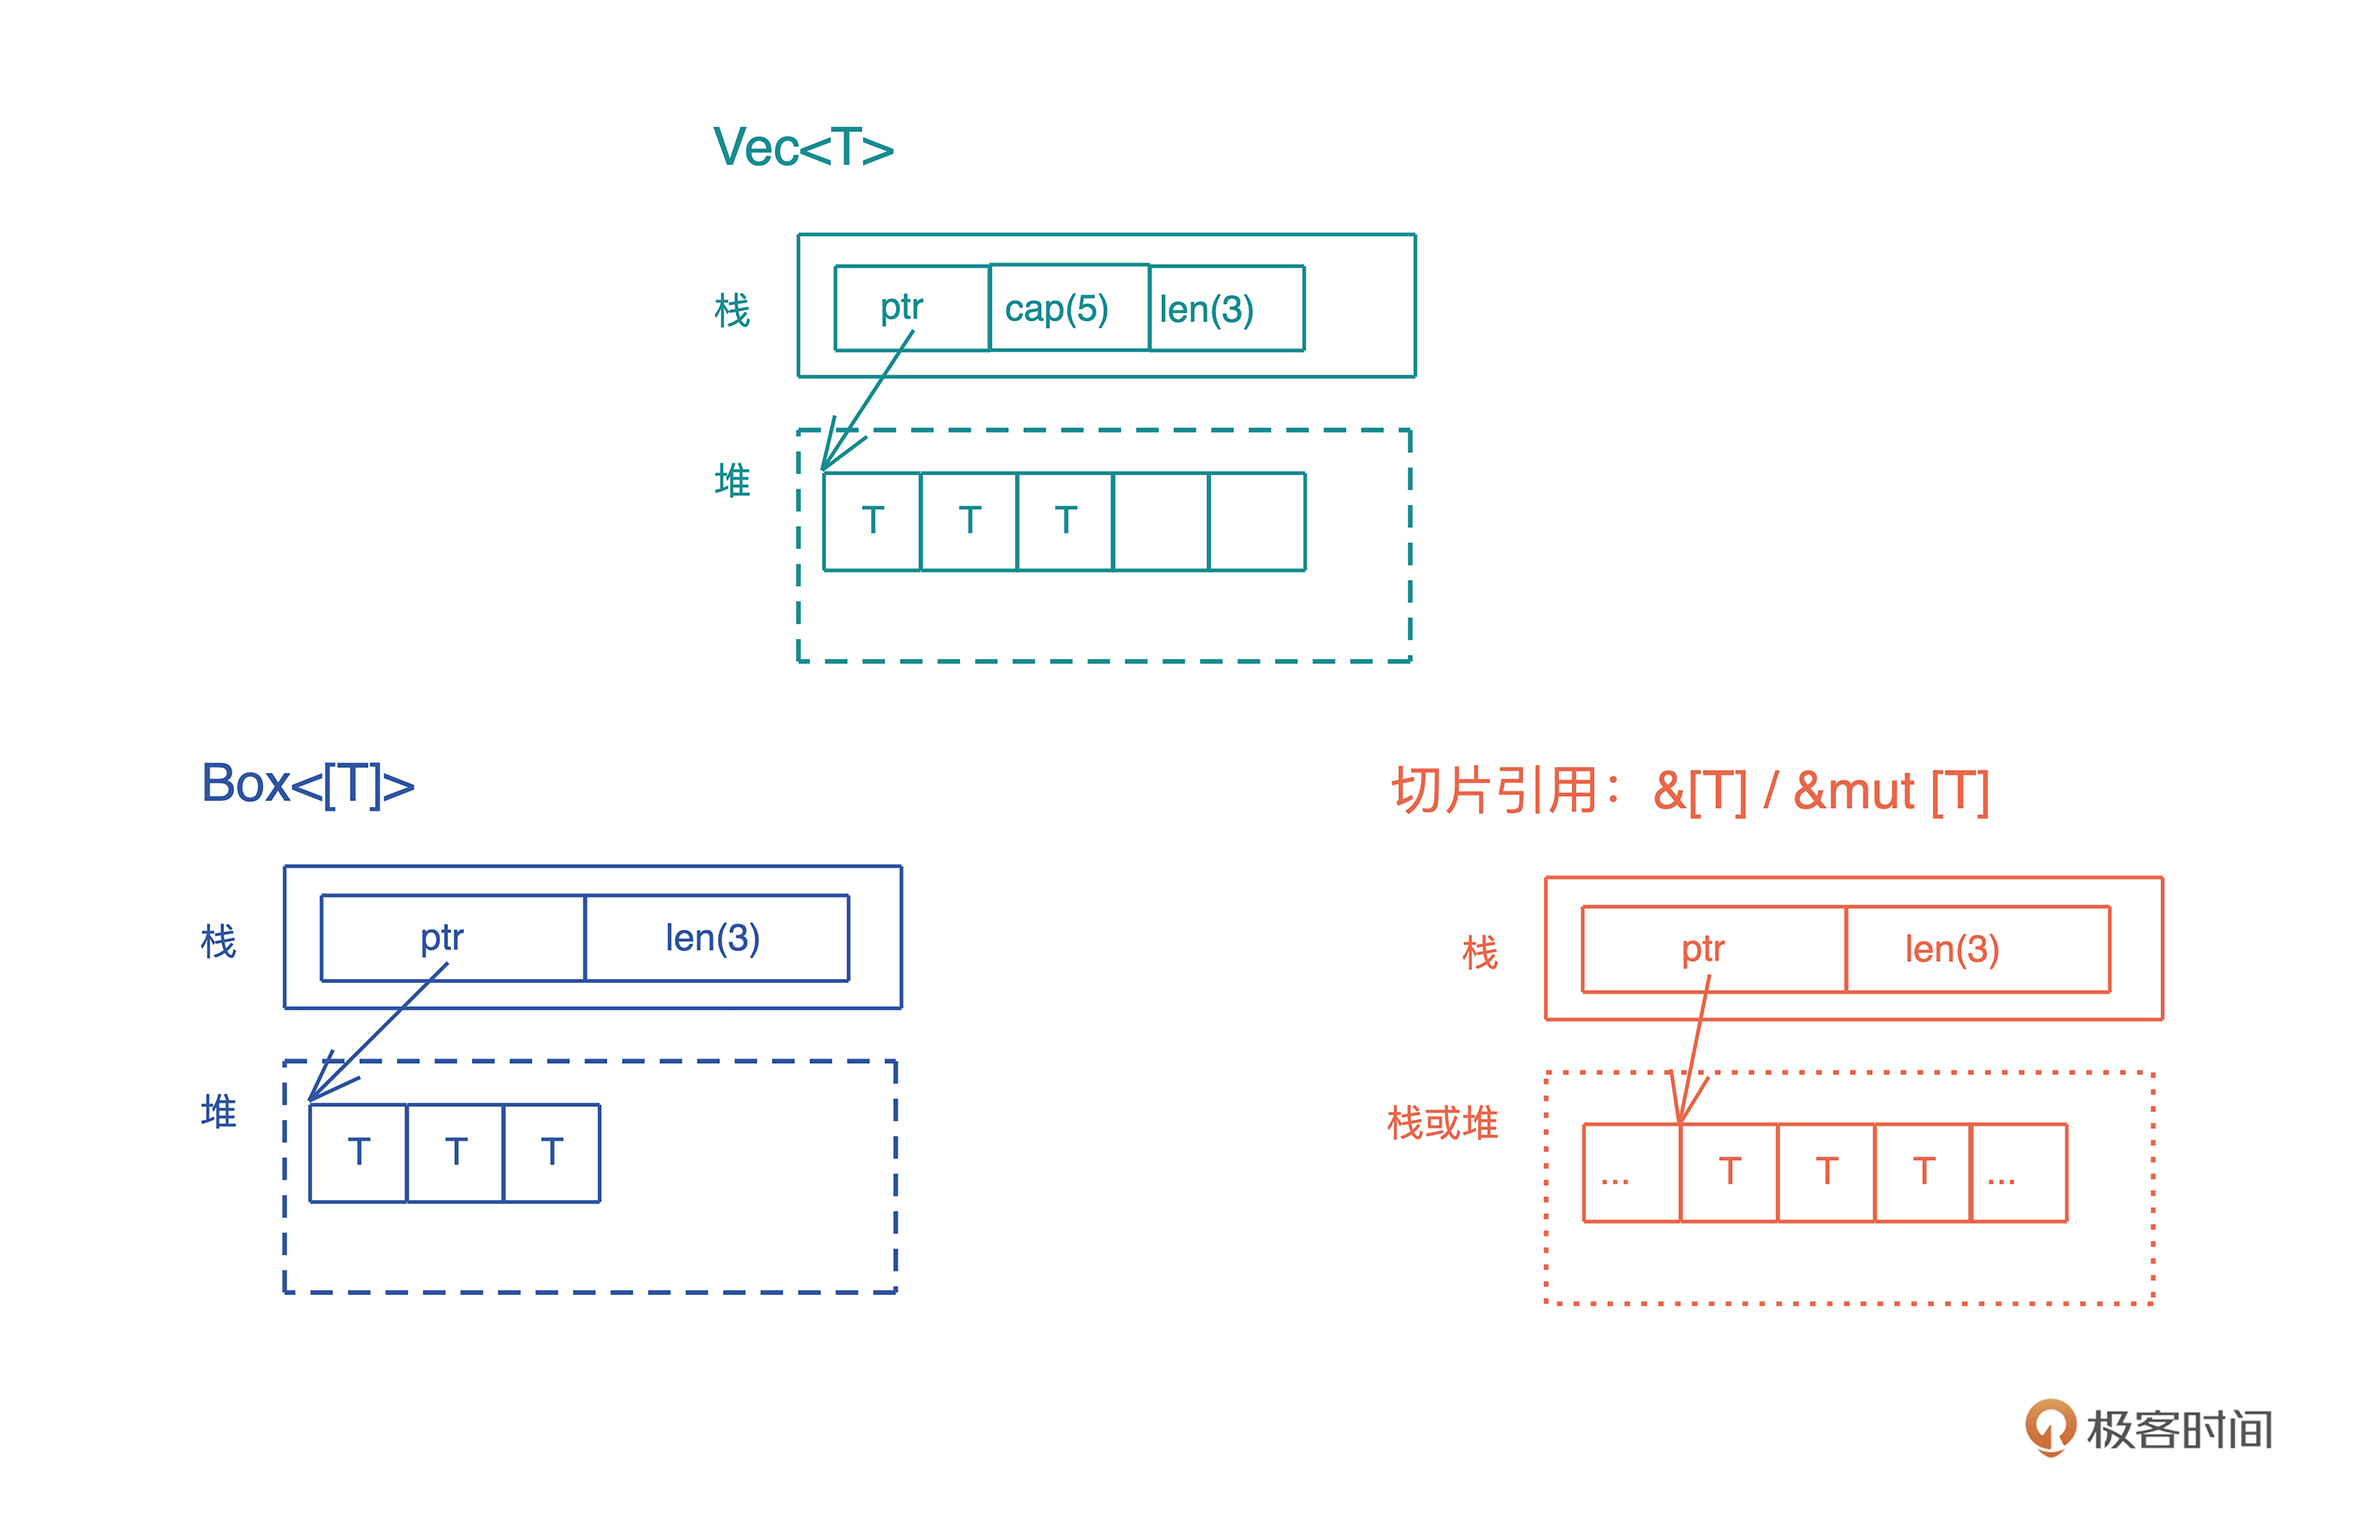 Vec<T>
栈
ptr
cap(5)
len(3)
堆
T
T
T
Box<[T]>
栈
ptr
len(3)
堆
T
T
T
切片引用：&[T] / &mut [T]
栈
ptr
len(3)
栈或堆
...
T
T
T
...
极客时间